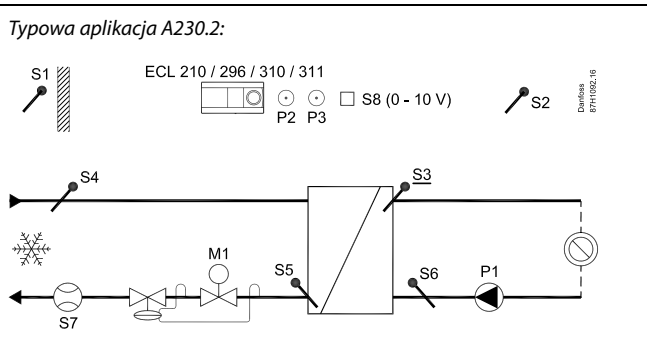 Typowa aplikacja A230.2:
S1
ECL 210 / 296 / 310 / 311
P2 P3
S8 (0 - 10 V)
S2
Danfoss
87H1092.16
S4
S3
M1
S5
S6
P1
S7